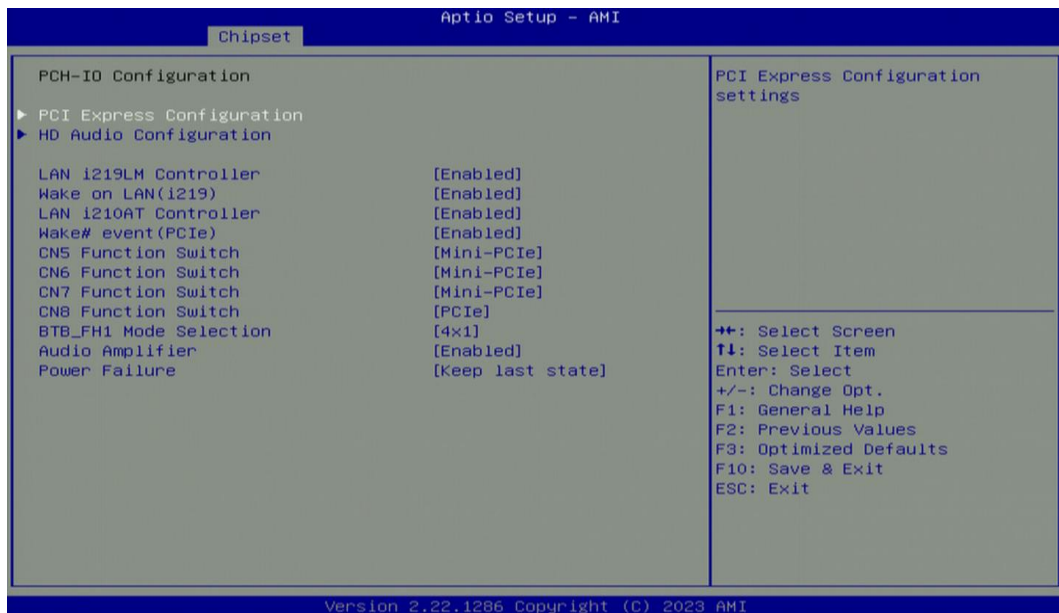 Aptio Setup – AMI
Chipset
PCH-IO Configuration
PCI Express Configuration
HD Audio Configuration
LAN i219LM Controller [Enabled]
Wake on LAN(i219) [Enabled]
LAN i210AT Controller [Enabled]
Wake# event(PCIe) [Enabled]
CN5 Function Switch [Mini-PCIe]
CN6 Function Switch [Mini-PCIe]
CN7 Function Switch [Mini-PCIe]
CN8 Function Switch [PCIe]
BTB_FH1 Mode Selection [4x1]
Audio Amplifier [Enabled]
Power Failure [Keep last state]
PCI Express Configuration
settings
→←: Select Screen
↑↓: Select Item
Enter: Select
+/-: Change Opt.
F1: General Help
F2: Previous Values
F3: Optimized Defaults
F10: Save & Exit
ESC: Exit
Version 2.22.1286 Copyright (C) 2023 AMI